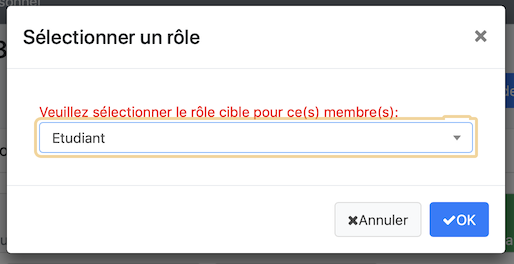 Sélectionner un rôle
Veuillez sélectionner le rôle cible pour ce(s) membre(s):
Etudiant
Annuler
OK